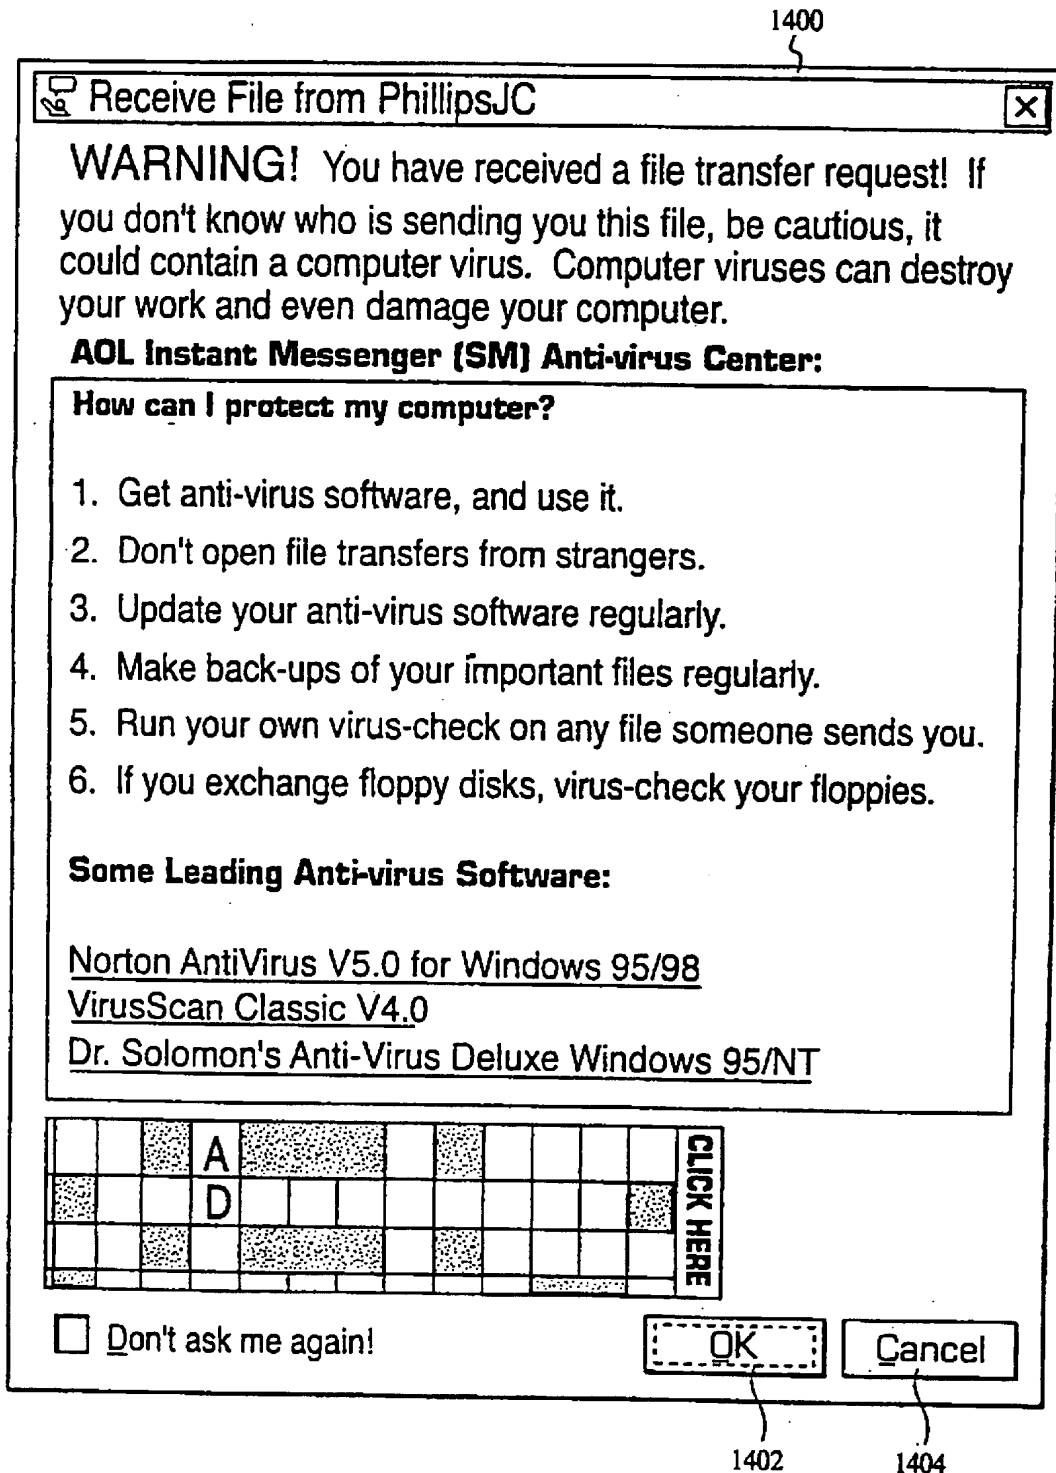 1400
Receive File from PhillipsJC
WARNING! You have received a file transfer request! If
you don't know who is sending you this file, be cautious, it
could contain a computer virus. Computer viruses can destroy
your work and even damage your computer.
AOL Instant Messenger (SM) Anti-virus Center:
How can I protect my computer?
1. Get anti-virus software, and use it.
2. Don't open file transfers from strangers.
3. Update your anti-virus software regularly.
4. Make back-ups of your important files regularly.
5. Run your own virus-check on any file someone sends you.
6. If you exchange floppy disks, virus-check your floppies.
Some Leading Anti-virus Software:
Norton AntiVirus V5.0 for Windows 95/98
VirusScan Classic V4.0
Dr. Solomon's Anti-Virus Deluxe Windows 95/NT
A
D
CLICK HERE
Don't ask me again!
OK
Cancel
1402
1404